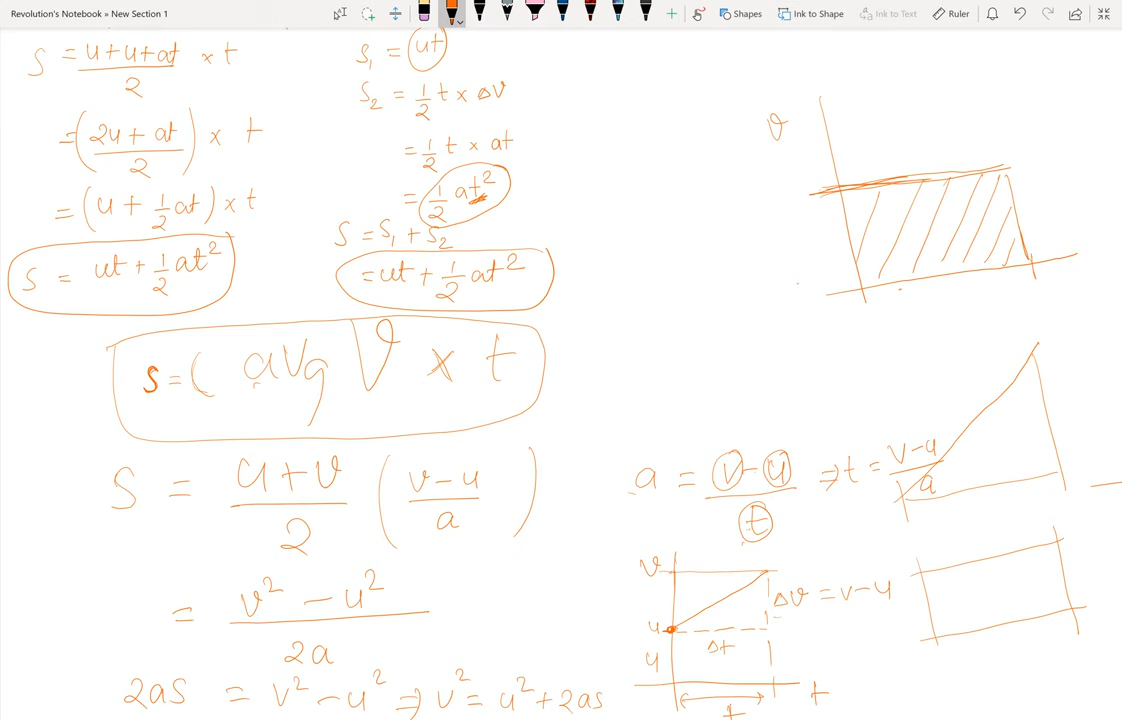 Revolution's Notebook » New Section 1
Shapes
Ink to Shape
Ink to Text
Ruler
S = (u+u+at)/2 × t
= (2u+at/2) × t
= (u + 1/2 at) × t
S = ut + 1/2 at²
S₁ = ut
S₂ = 1/2 t × Δv
= 1/2 t × at
= 1/2 at²
S = S₁ + S₂
= ut + 1/2 at²
v
s = ( avg V × t
S = u+v/2 (v-u/a)
= v² - u²/2a
2as = v² - u² ⇒ v² = u² + 2as
a = v-u/t ⇒ t = v-u/a
v
Δv = v-u
u
Δt
u
t
t